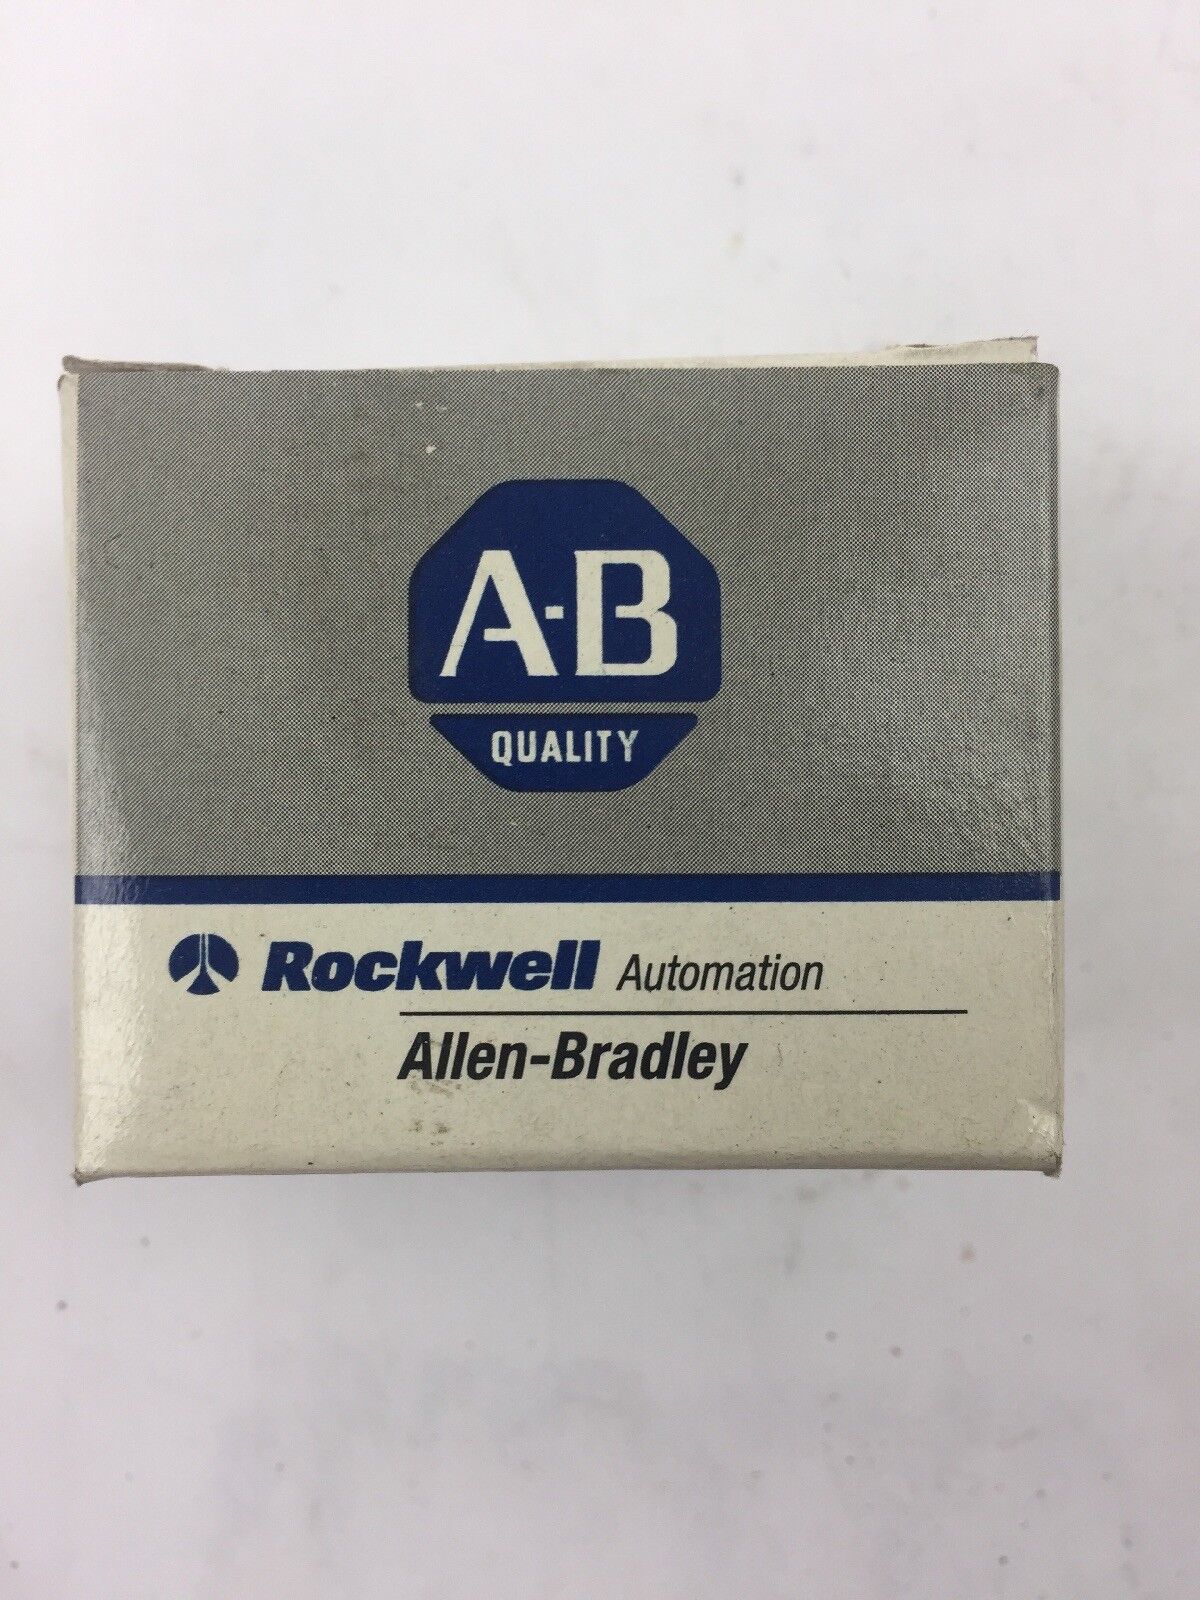 A-B
QUALITY
Rockwell Automation
Allen-Bradley